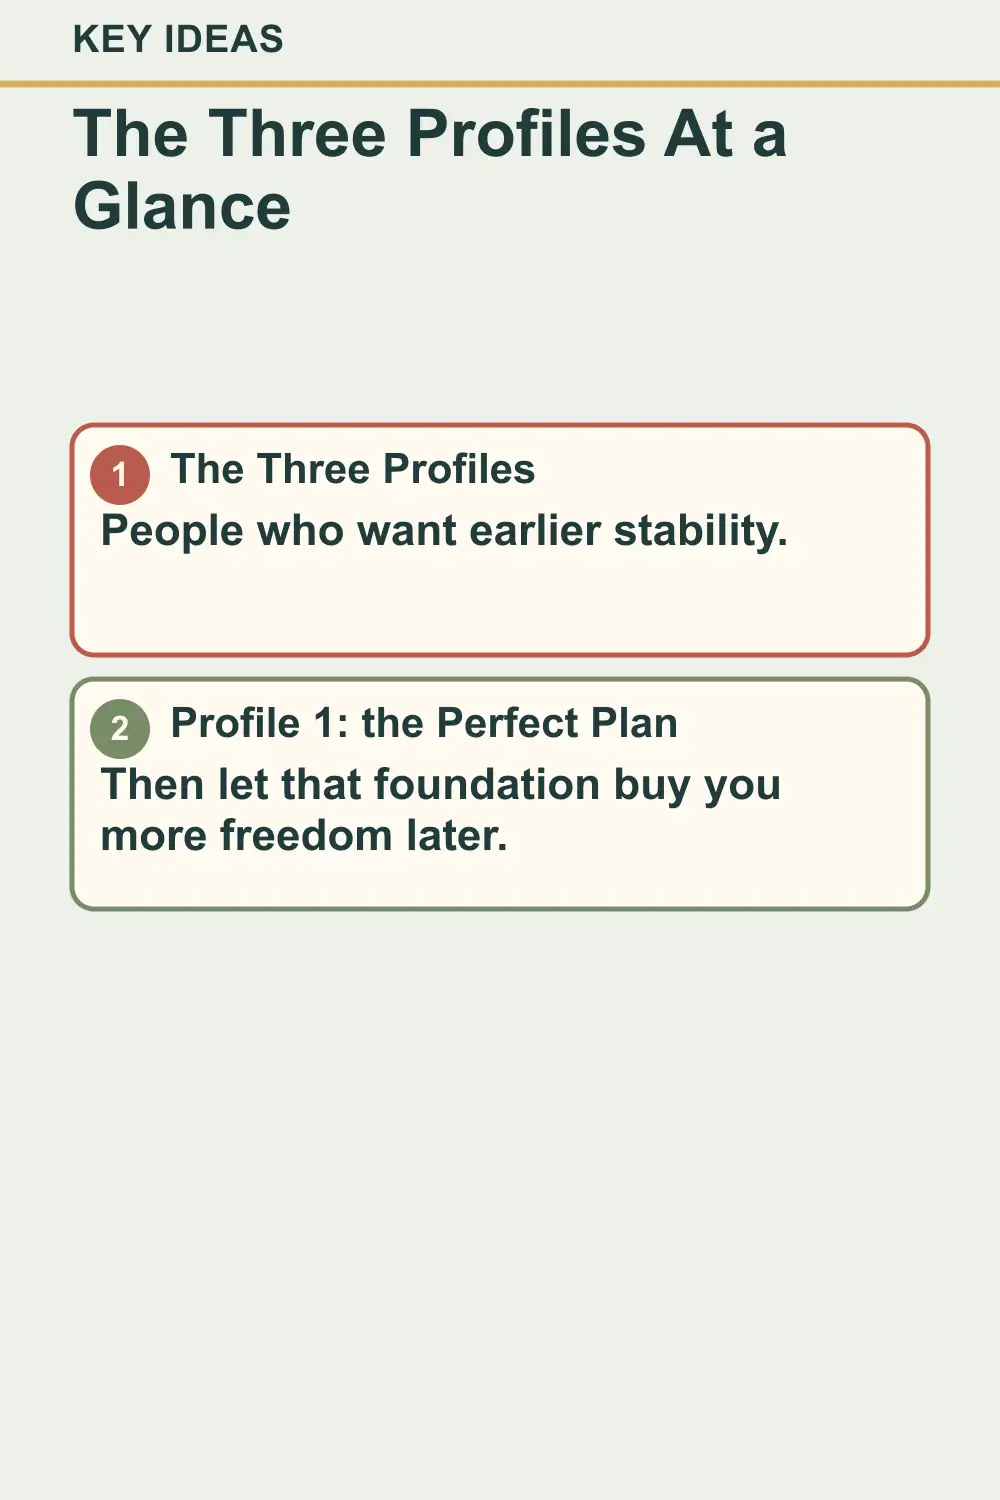 KEY IDEAS
The Three Profiles At a
Glance
1 The Three Profiles
People who want earlier stability.
2 Profile 1: the Perfect Plan
Then let that foundation buy you
more freedom later.